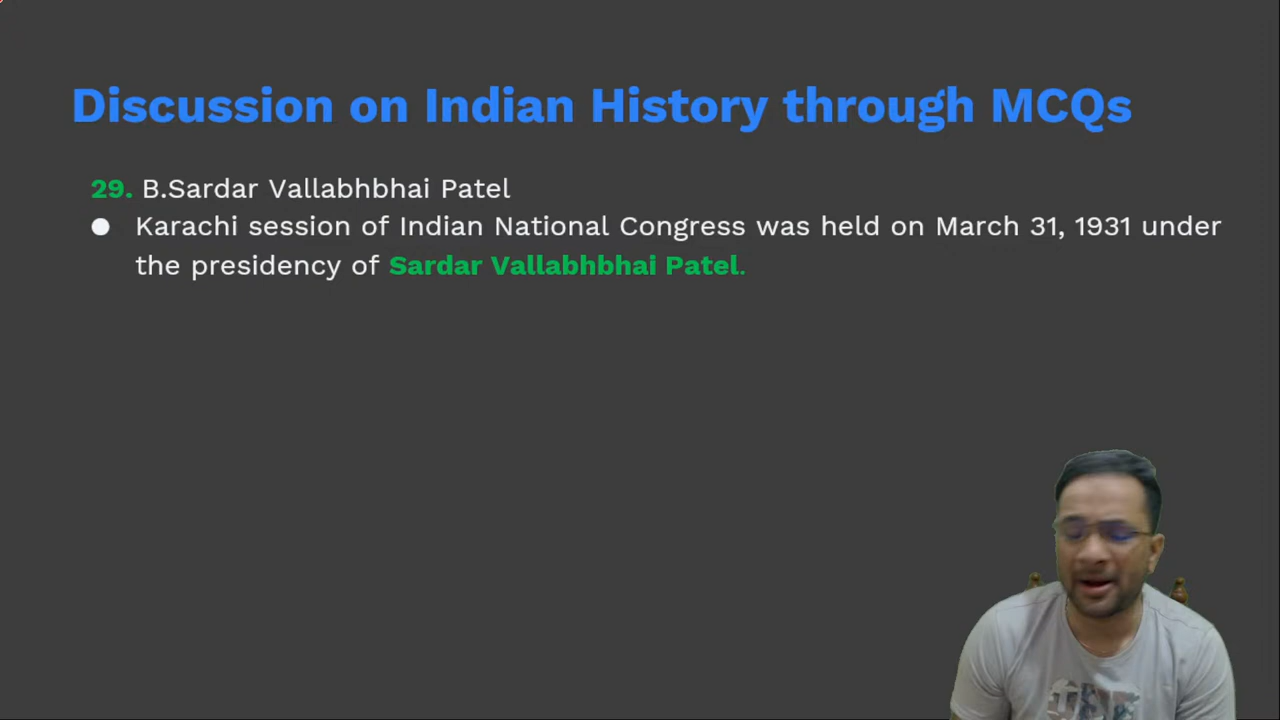 Discussion on Indian History through MCQs
29. B.Sardar Vallabhbhai Patel
● Karachi session of Indian National Congress was held on March 31, 1931 under
the presidency of Sardar Vallabhbhai Patel.